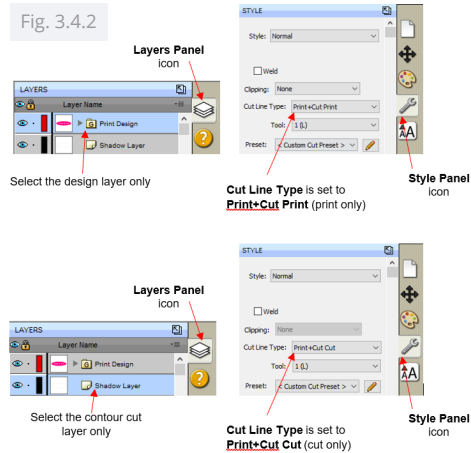 Fig. 3.4.2
Layers Panel
icon
LAYERS
Layer Name
Print Design
Shadow Layer
Select the design layer only
STYLE
Style: Normal
Weld
Clipping: None
Cut Line Type: Print+Cut Print
Tool: 1 (L)
Preset: < Custom Cut Preset >
AA
Cut Line Type is set to
Print+Cut Print (print only)
Style Panel
icon
Layers Panel
icon
LAYERS
Layer Name
G Print Design
Shadow Layer
?
Select the contour cut
layer only
STYLE
Style: Normal
Weld
Clipping: None
Cut Line Type: Print+Cut Cut
Tool: 1 (L)
Preset: < Custom Cut Preset >
AA
Cut Line Type is set to
Print+Cut Cut (cut only)
Style Panel
icon